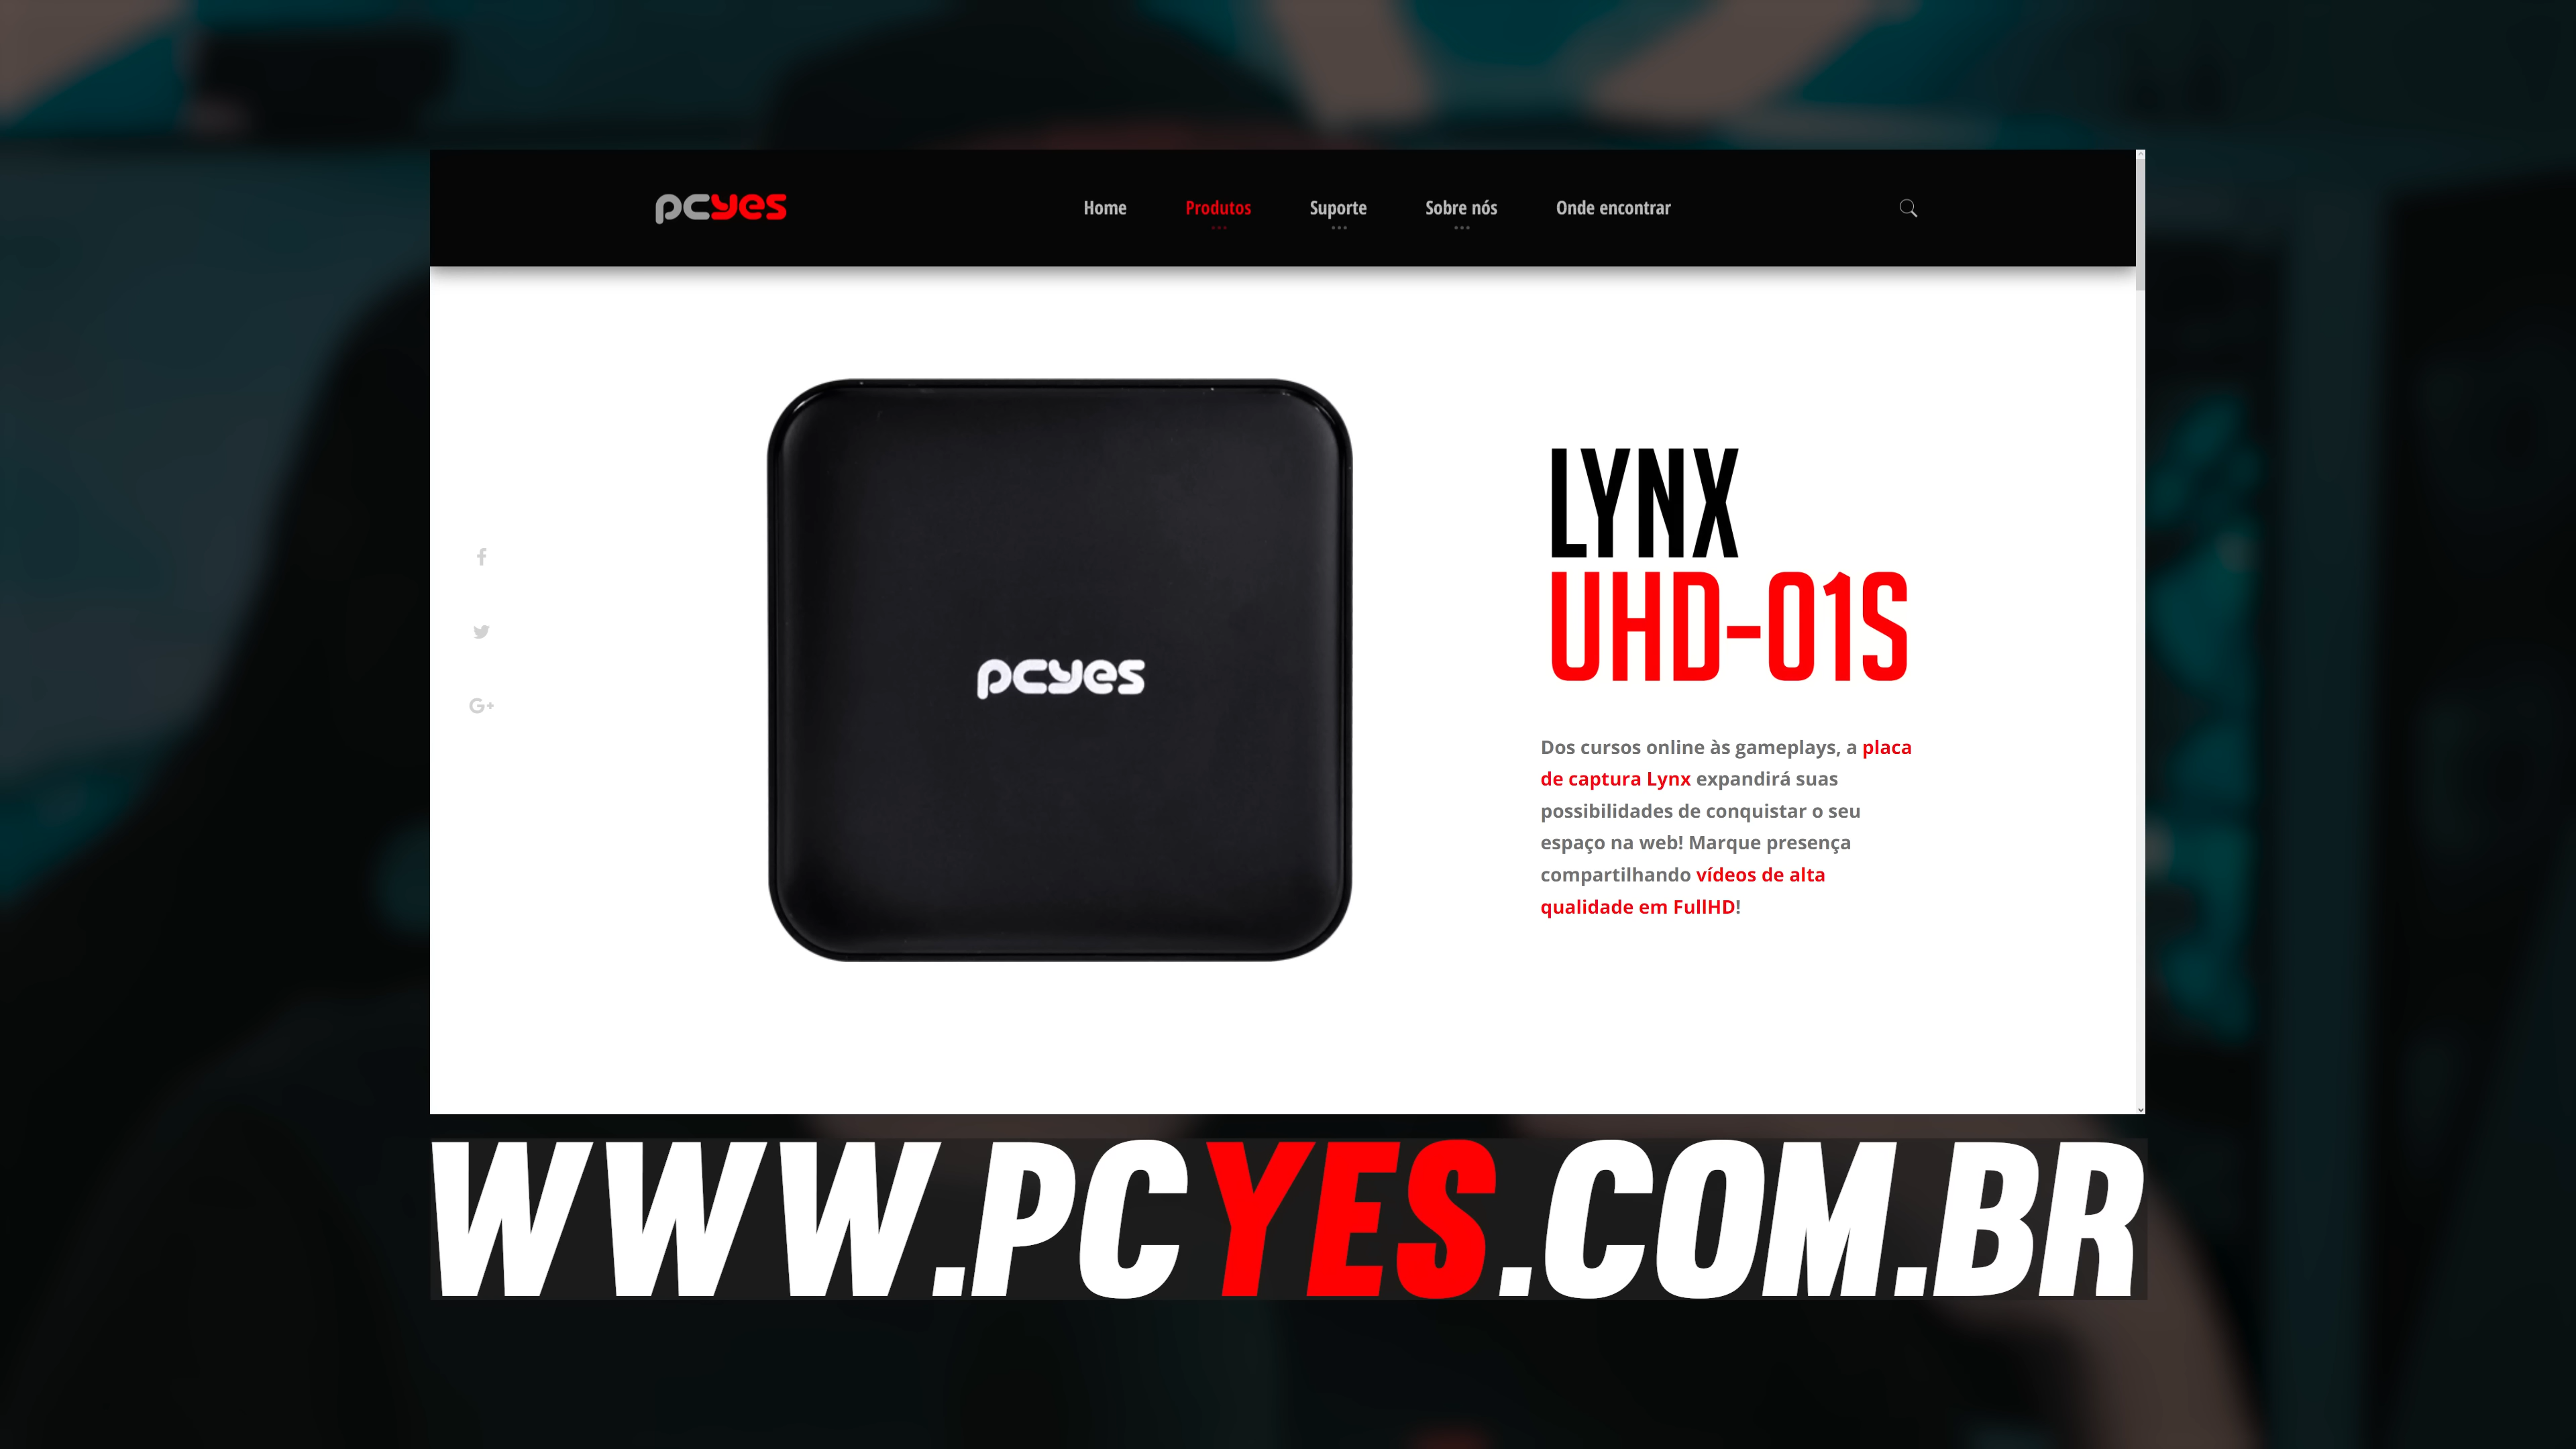 pcyes
Home Produtos Suporte Sobre nós Onde encontrar
pcyes
LYNX
UHD-01S
Dos cursos online às gameplays, a placa
de captura Lynx expandirá suas
possibilidades de conquistar o seu
espaço na web! Marque presença
compartilhando vídeos de alta
qualidade em FullHD!
WWW.PCYES.COM.BR